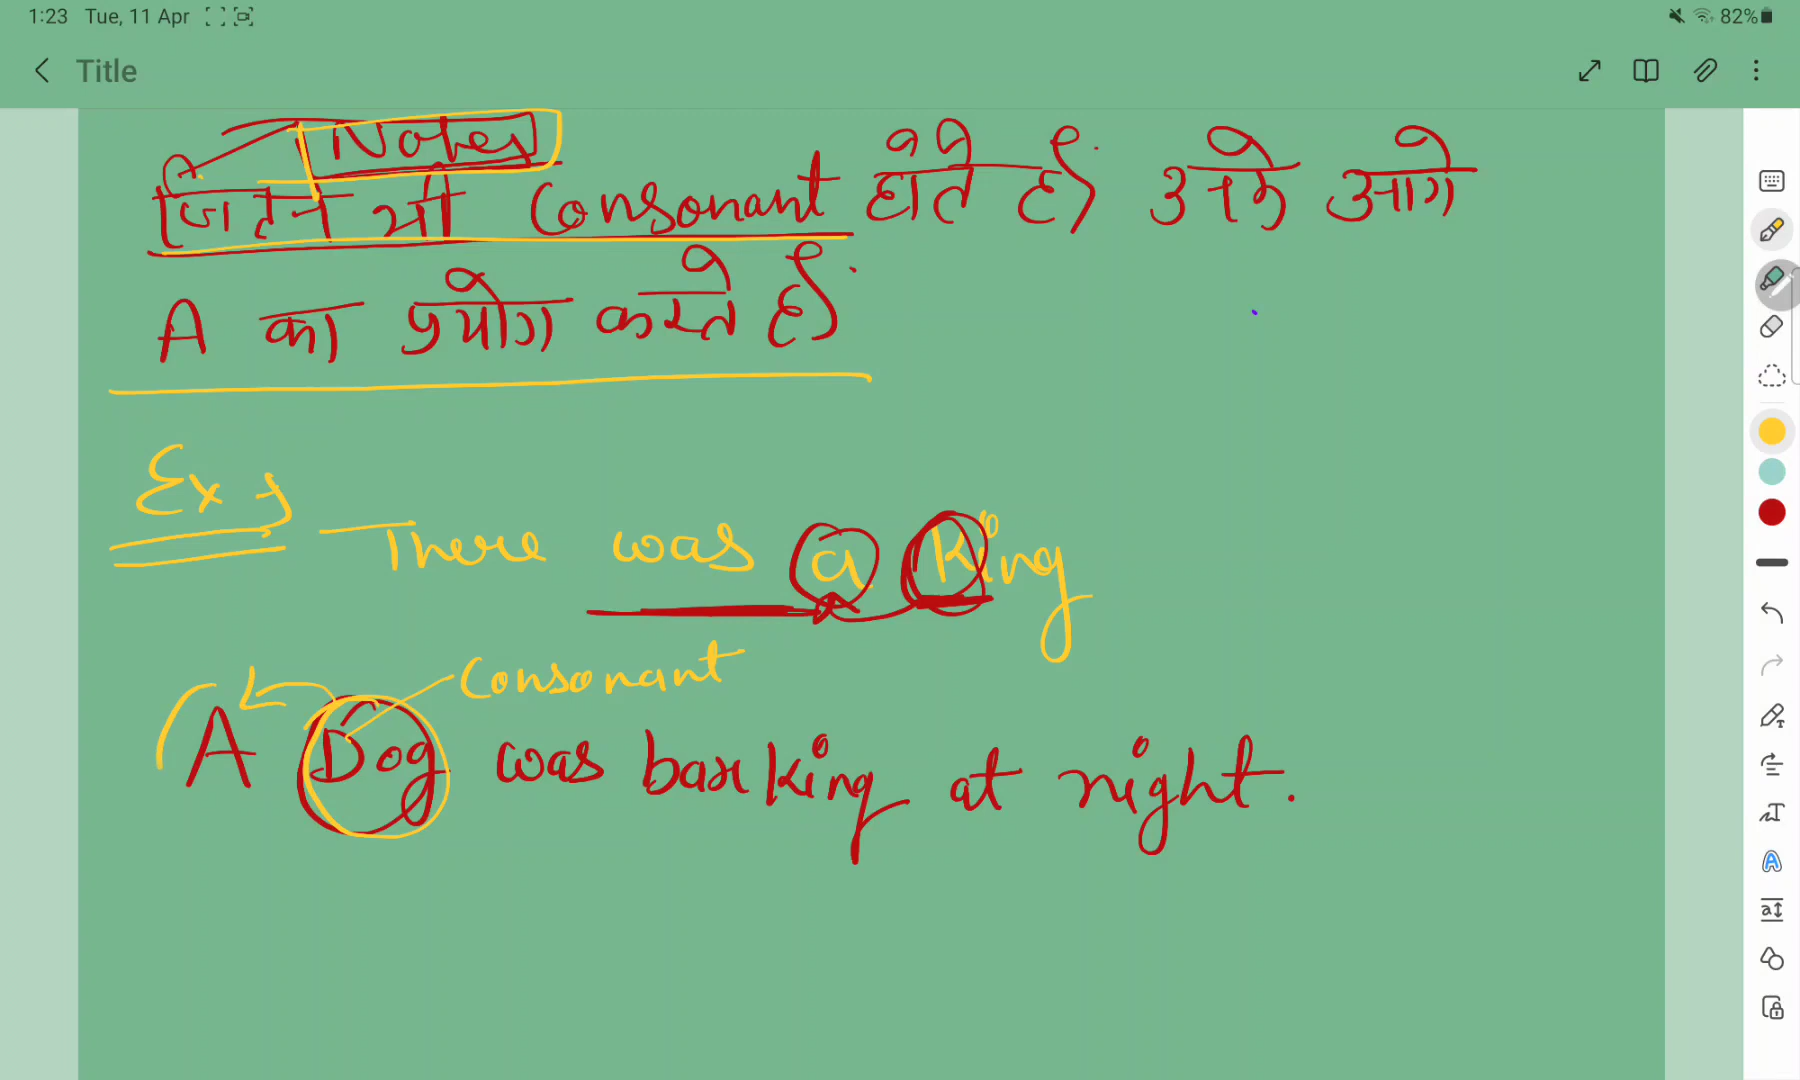 1:23 Tue, 11 Apr 82%
Title
Notes
जितने भी Consonant होते हैं उनके आगे
A का प्रयोग करते हैं
Ex
There was a King
Consonant
A Dog was barking at night.